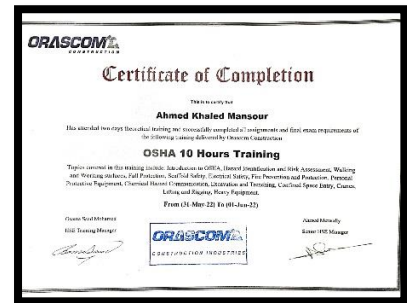 ORASCOM
CONSTRUCTION
Certificate of Completion
This is to certify that
Ahmed Khaled Mansour
Has attended two days theoretical training and successfully completed all assignments and final exam requirements of
the following training delivered by Orascom Construction
OSHA 10 Hours Training
Topics covered in this training include: Introduction to OSHA, Hazard Identification and Risk Assessment, Walking
and Working surfaces, Fall Protection, Scaffold Safety, Electrical Safety, Fire Prevention and Protection, Personal
Protective Equipment, Chemical Hazard Communication, Excavation and Trenching, Confined Space Entry, Cranes,
Lifting and Rigging, Heavy Equipment.
From (31-May-22) To (01-Jun-22)
Mohamed
Ahmed Metwally
HSE Training Manager
Senior HSE Manager
ORASCOM
CONSTRUCTION INDUSTRIES